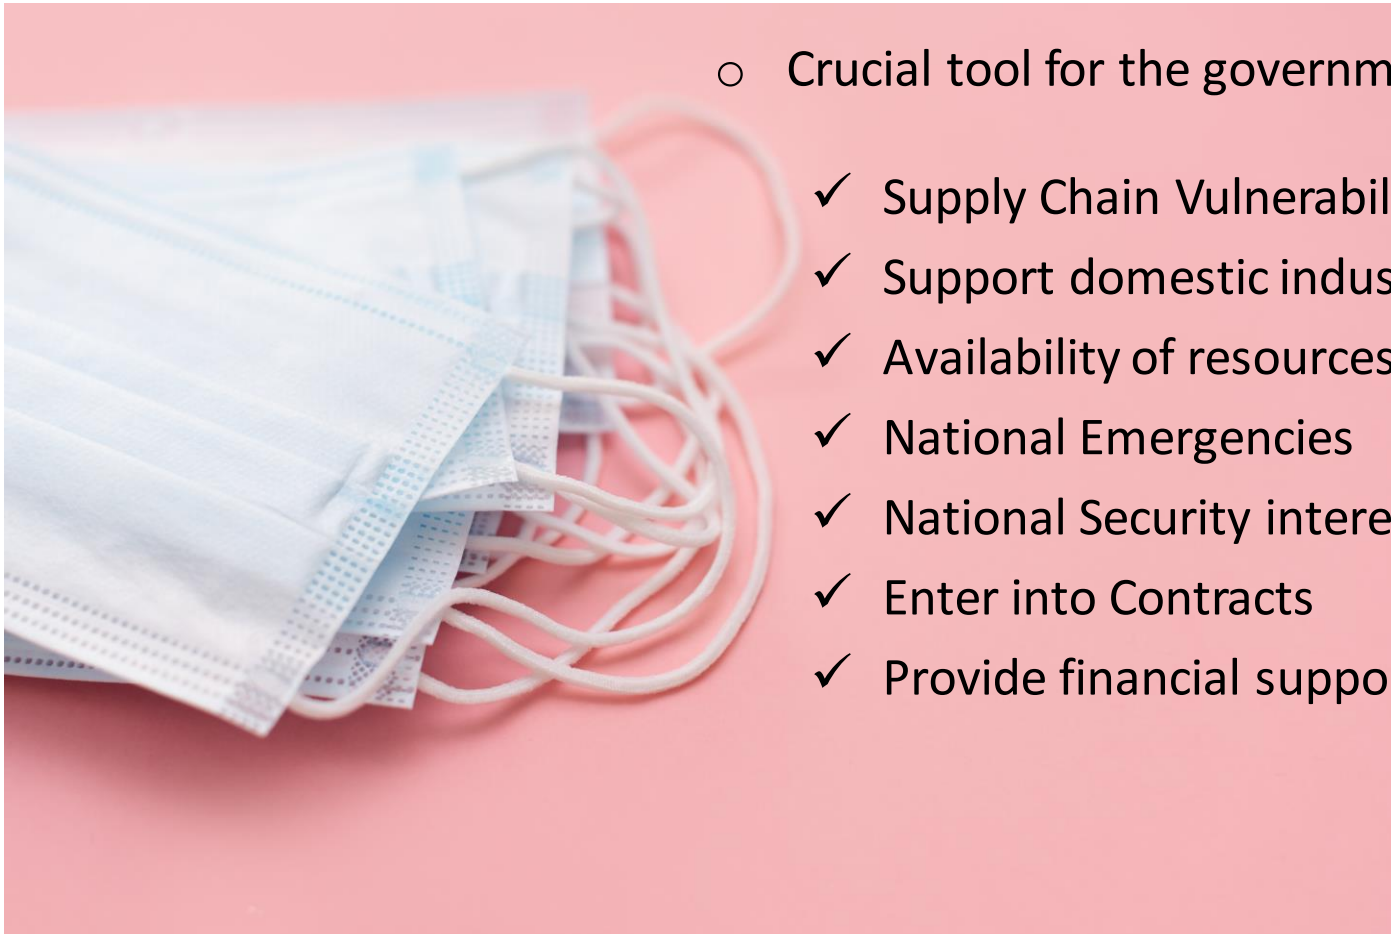 ○ Crucial tool for the governm
✓ Supply Chain Vulnerabil
✓ Support domestic indus
✓ Availability of resources
✓ National Emergencies
✓ National Security intere
✓ Enter into Contracts
✓ Provide financial suppo